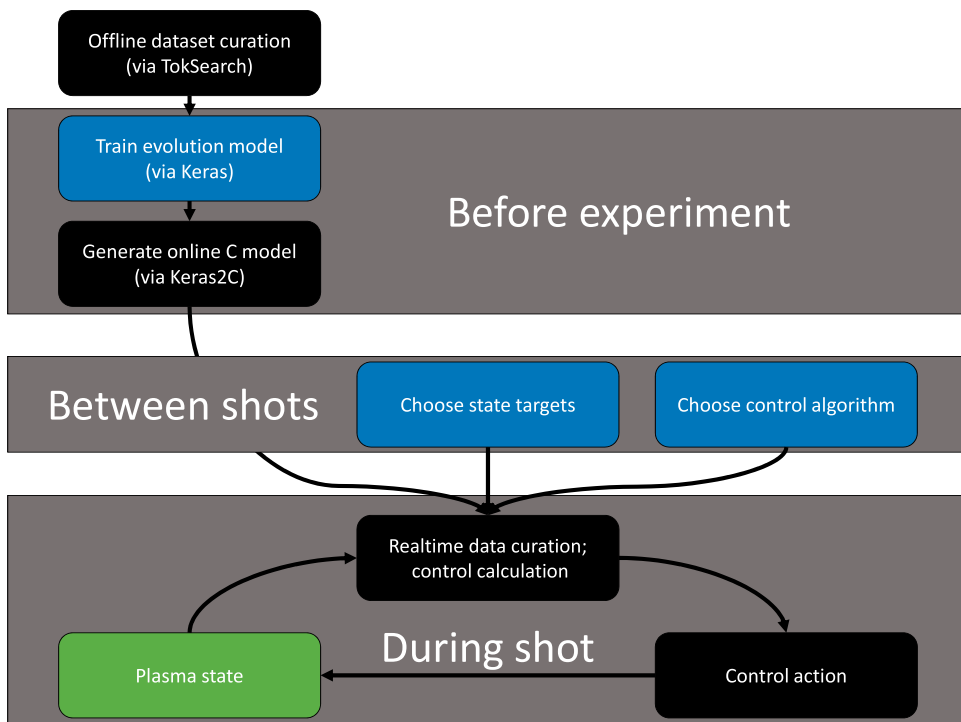 Offline dataset curation
(via TokSearch)
Train evolution model
(via Keras)
Before experiment
Generate online C model
(via Keras2C)
Between shots
Choose state targets
Choose control algorithm
Realtime data curation;
control calculation
During shot
Plasma state
Control action